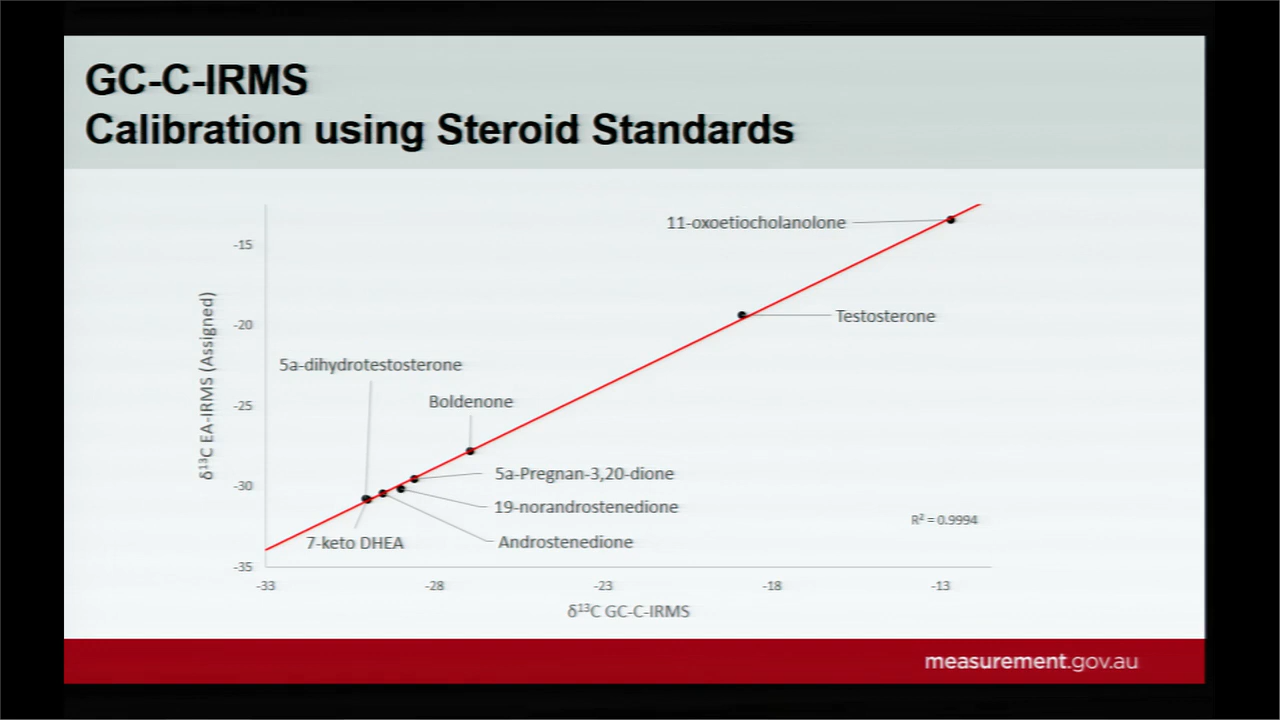 GC-C-IRMS
Calibration using Steroid Standards
11-oxoetiocholanolone
-15
Testosterone
-20
5a-dihydrotestosterone
Boldenone
-25
δ¹³C EA-IRMS (Assigned)
5a-Pregnan-3,20-dione
-30
19-norandrostenedione
R² = 0.9994
7-keto DHEA
Androstenedione
-35
-33 -28 -23 -18 -13
δ¹³C GC-C-IRMS
measurement.gov.au